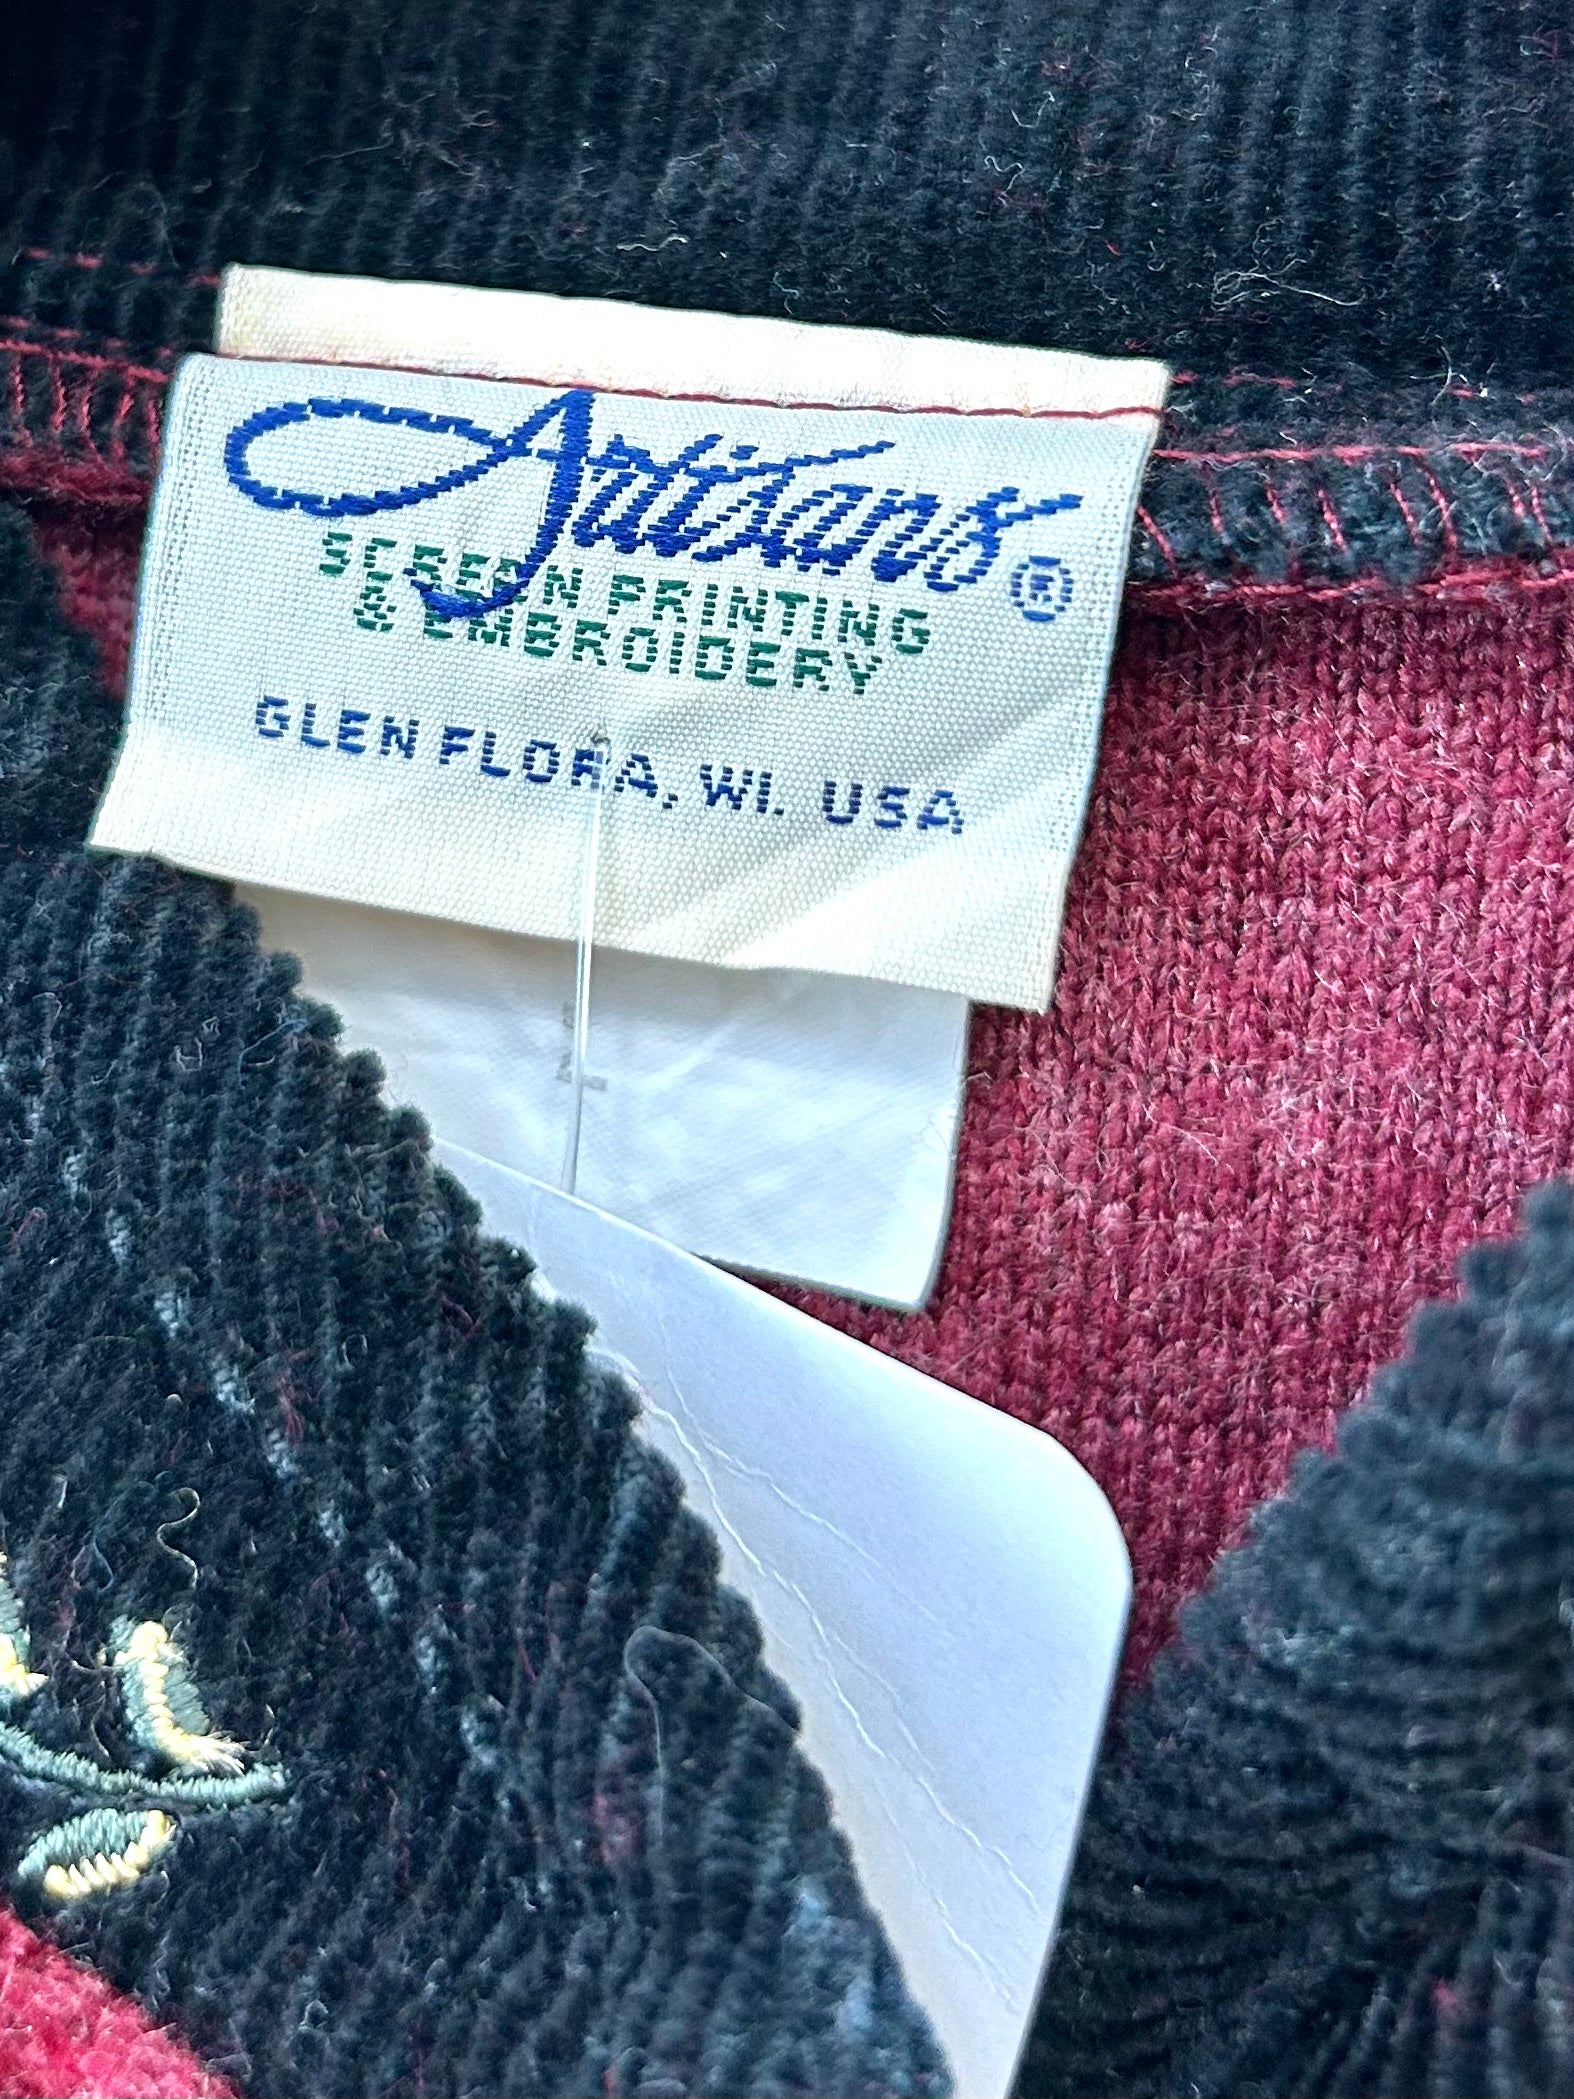 Artisans®
SCREEN PRINTING
& EMBROIDERY
GLEN FLORA, WI. USA